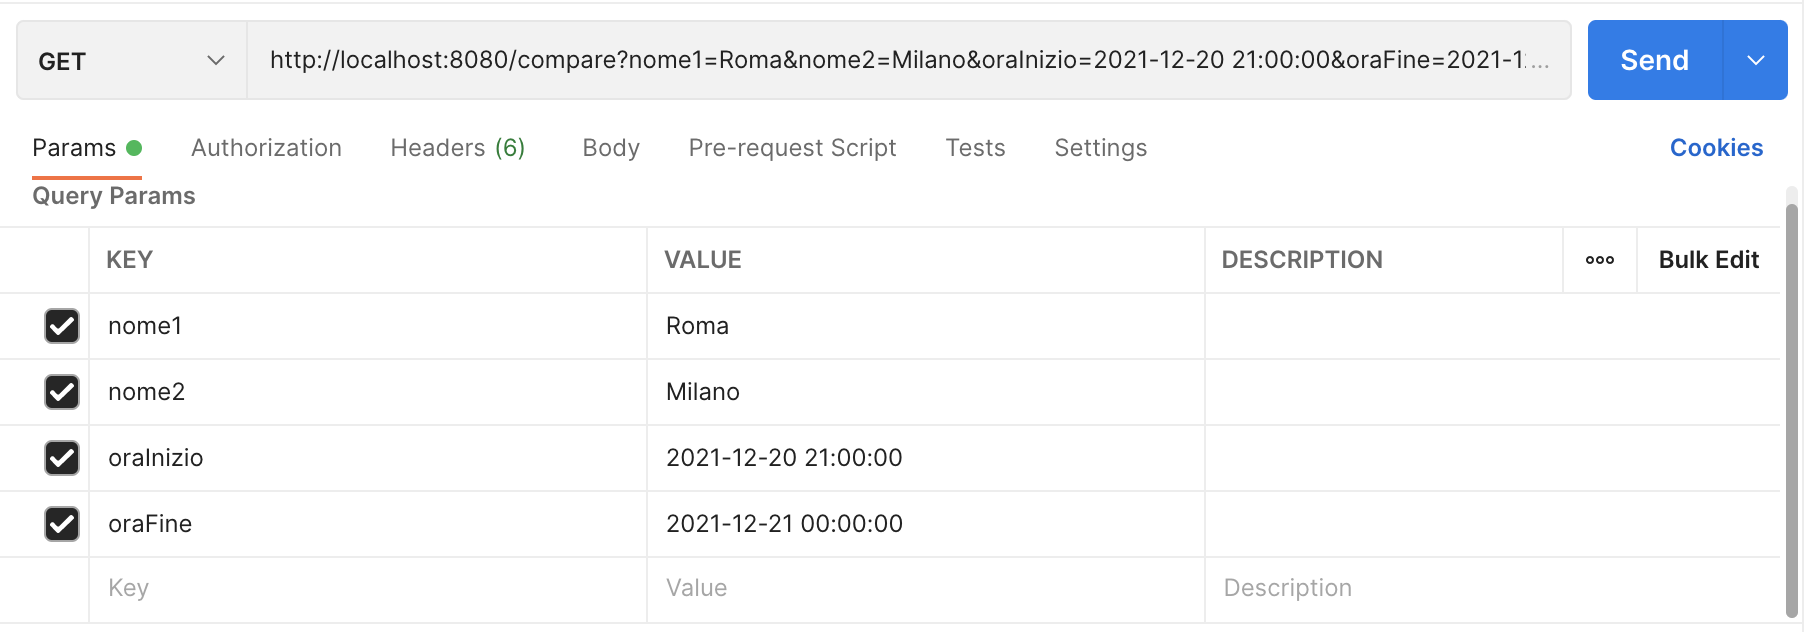 GET http://localhost:8080/compare?nome1=Roma&nome2=Milano&oraInizio=2021-12-20 21:00:00&oraFine=2021-1... Send
Params Authorization Headers (6) Body Pre-request Script Tests Settings Cookies
Query Params
KEY VALUE DESCRIPTION Bulk Edit
nome1 Roma
nome2 Milano
oraInizio 2021-12-20 21:00:00
oraFine 2021-12-21 00:00:00
Key Value Description